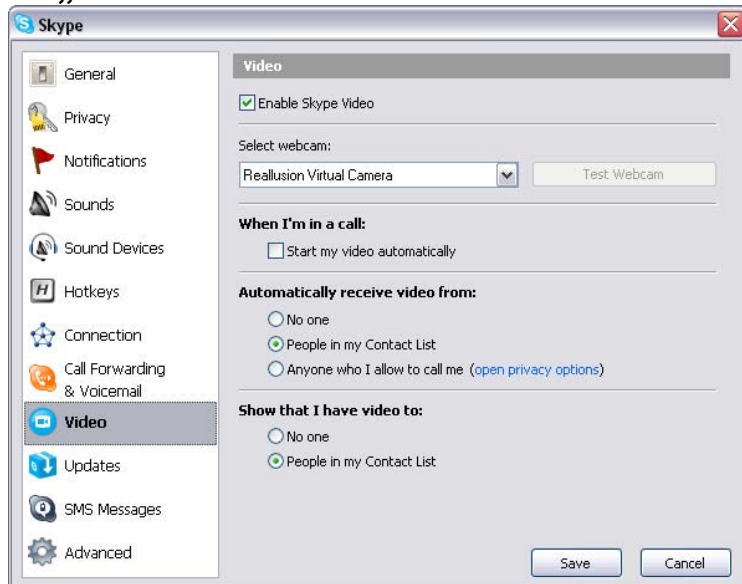 Skype
General
Privacy
Notifications
Sounds
Sound Devices
Hotkeys
Connection
Call Forwarding
& Voicemail
Video
Updates
SMS Messages
Advanced
Video
Enable Skype Video
Select webcam:
Reallusion Virtual Camera
Test Webcam
When I'm in a call:
Start my video automatically
Automatically receive video from:
No one
People in my Contact List
Anyone who I allow to call me (open privacy options)
Show that I have video to:
No one
People in my Contact List
Save Cancel